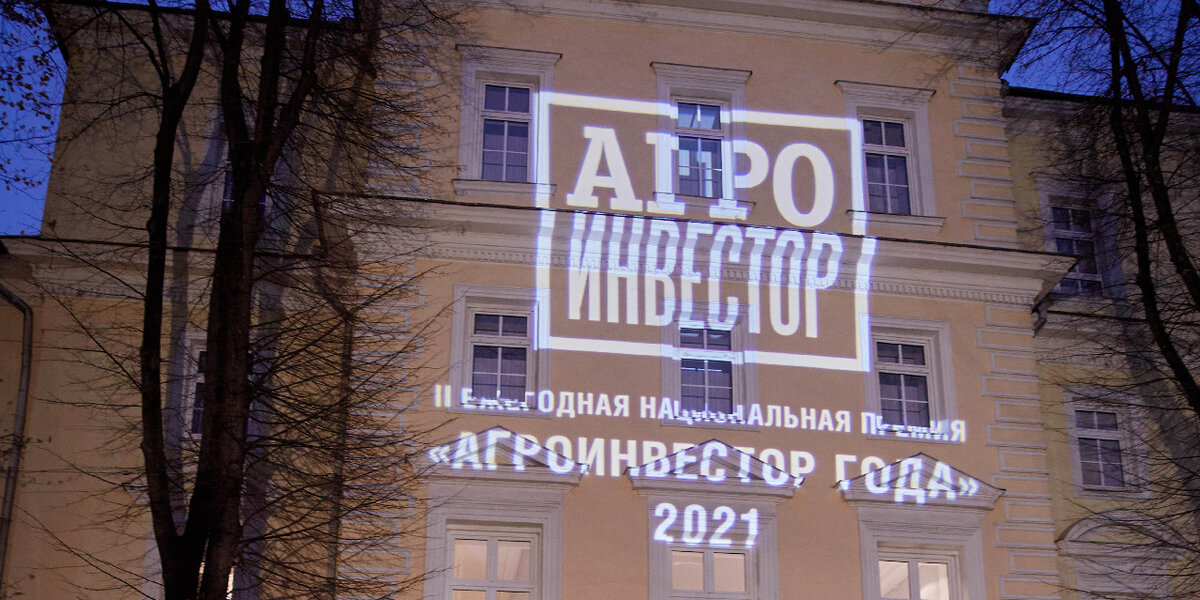 АГРО
ИНВЕСТОР
II ЕЖЕГОДНАЯ НАЦИОНАЛЬНАЯ ПРЕМИЯ
«АГРОИНВЕСТОР ГОДА»
2021